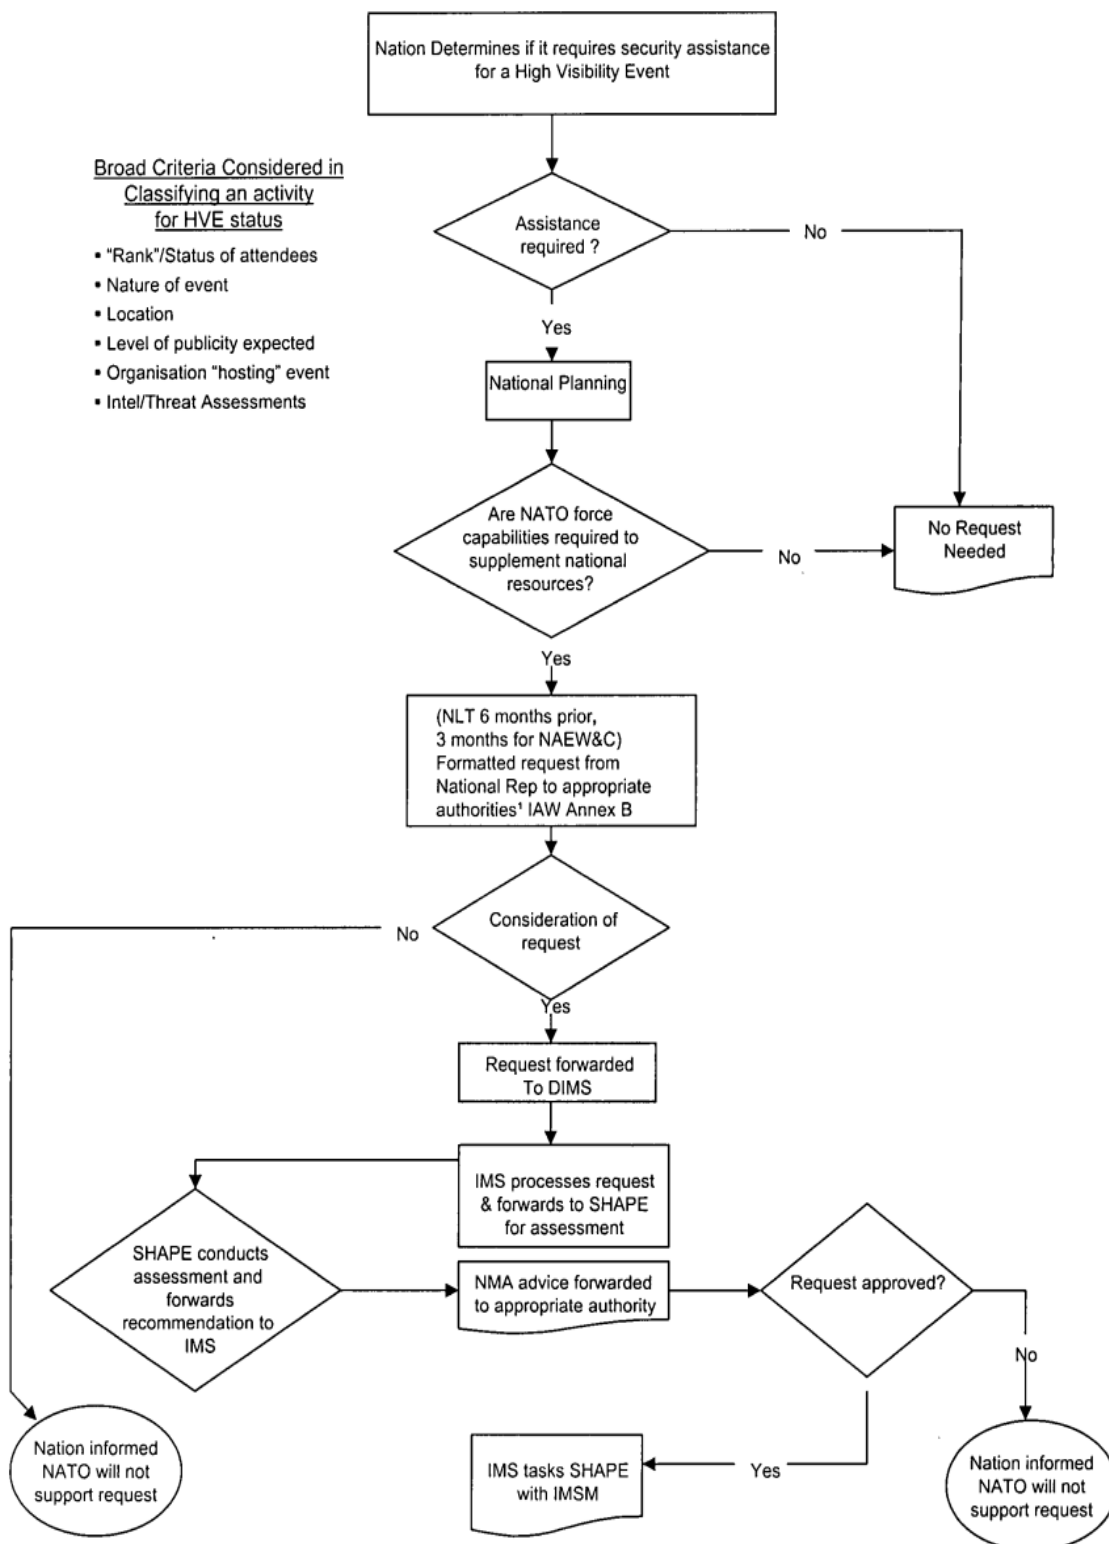 Nation Determines if it requires security assistance
for a High Visibility Event
Broad Criteria Considered in
Classifying an activity
for HVE status
▪ "Rank"/Status of attendees
▪ Nature of event
▪ Location
▪ Level of publicity expected
▪ Organisation "hosting" event
▪ Intel/Threat Assessments
Assistance
required ?
No
Yes
National Planning
Are NATO force
capabilities required to
supplement national
resources?
No
No Request
Needed
Yes
(NLT 6 months prior,
3 months for NAEW&C)
Formatted request from
National Rep to appropriate
authorities¹ IAW Annex B
Consideration of
request
No
Yes
Request forwarded
To DIMS
IMS processes request
& forwards to SHAPE
for assessment
SHAPE conducts
assessment and
forwards
recommendation to
IMS
NMA advice forwarded
to appropriate authority
Request approved?
No
Yes
IMS tasks SHAPE
with IMSM
Nation informed
NATO will not
support request
Nation informed
NATO will not
support request